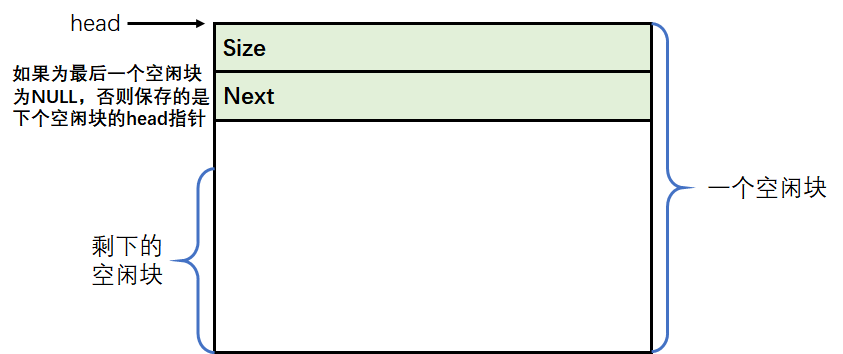 head
Size
如果为最后一个空闲块
为NULL，否则保存的是
下个空闲块的head指针
Next
一个空闲块
剩下的
空闲块